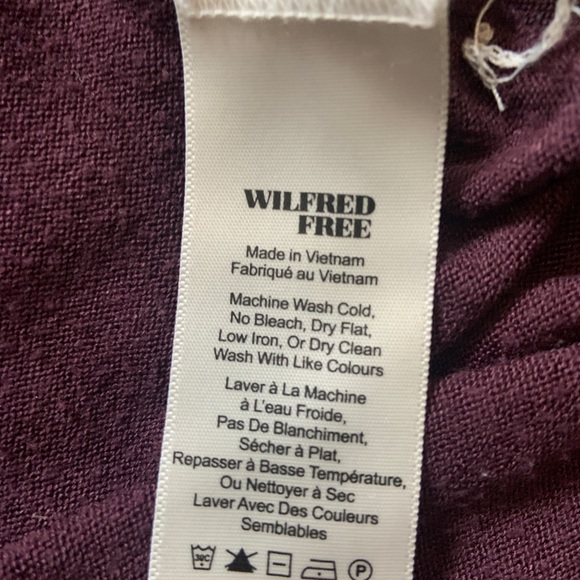 WILFRED
FREE
Made in Vietnam
Fabriqué au Vietnam
Machine Wash Cold,
No Bleach, Dry Flat,
Low Iron, Or Dry Clean
Wash With Like Colours
Laver à La Machine
à L'eau Froide,
Pas De Blanchiment,
Sécher à Plat,
Repasser à Basse Température,
Ou Nettoyer à Sec
Laver Avec Des Couleurs
Semblables
30C P